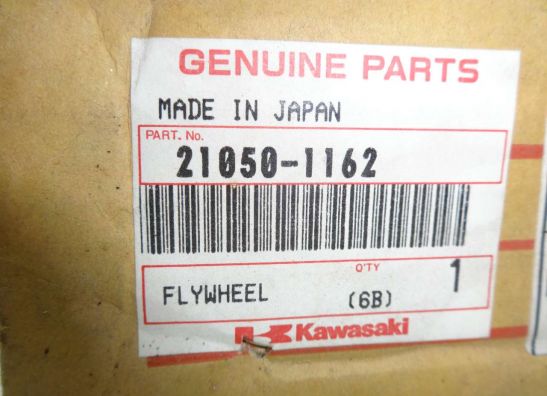 GENUINE PARTS
MADE IN JAPAN
PART. No.
21050-1162
Q'TY
FLYWHEEL (6B) 1
Kawasaki